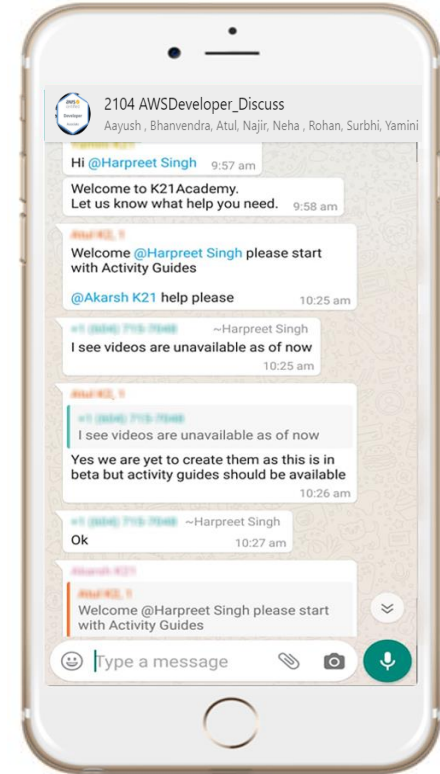 2104 AWSDeveloper_Discuss
Aayush , Bhanvendra, Atul, Najir, Neha , Rohan, Surbhi, Yamini
Hi @Harpreet Singh 9:57 am
Welcome to K21Academy.
Let us know what help you need. 9:58 am
Welcome @Harpreet Singh please start
with Activity Guides
@Akarsh K21 help please 10:25 am
~Harpreet Singh
I see videos are unavailable as of now
10:25 am
I see videos are unavailable as of now
Yes we are yet to create them as this is in
beta but activity guides should be available
10:26 am
~Harpreet Singh
Ok 10:27 am
Welcome @Harpreet Singh please start
with Activity Guides
Type a message